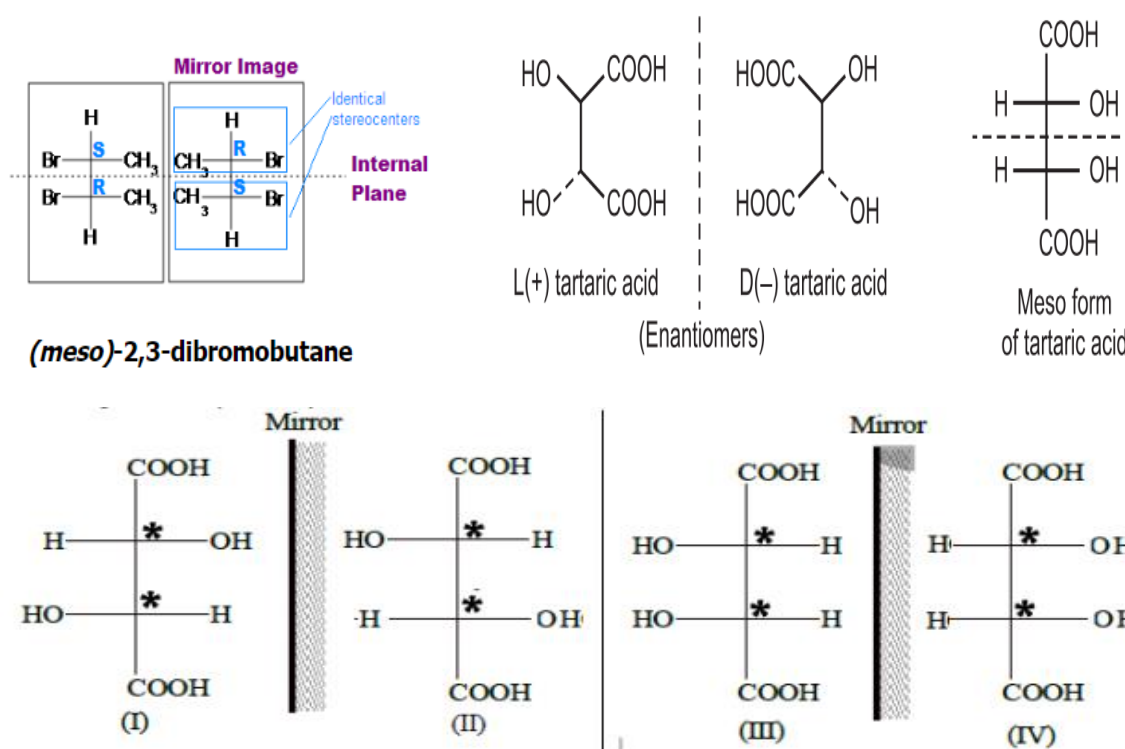 Mirror Image
H
Br S CH3
Br R CH3
H
H
CH3 R Br
CH3 S Br
H
Identical
stereocenters
Internal
Plane
(meso)-2,3-dibromobutane
HO COOH
HO COOH
L(+) tartaric acid
HOOC OH
HOOC OH
D(–) tartaric acid
(Enantiomers)
COOH
H OH
H OH
COOH
Meso form
of tartaric acid
Mirror
COOH
H * OH
HO * H
COOH
(I)
COOH
HO * H
H * OH
COOH
(II)
Mirror
COOH
HO * H
HO * H
COOH
(III)
COOH
H * OH
H * OH
COOH
(IV)